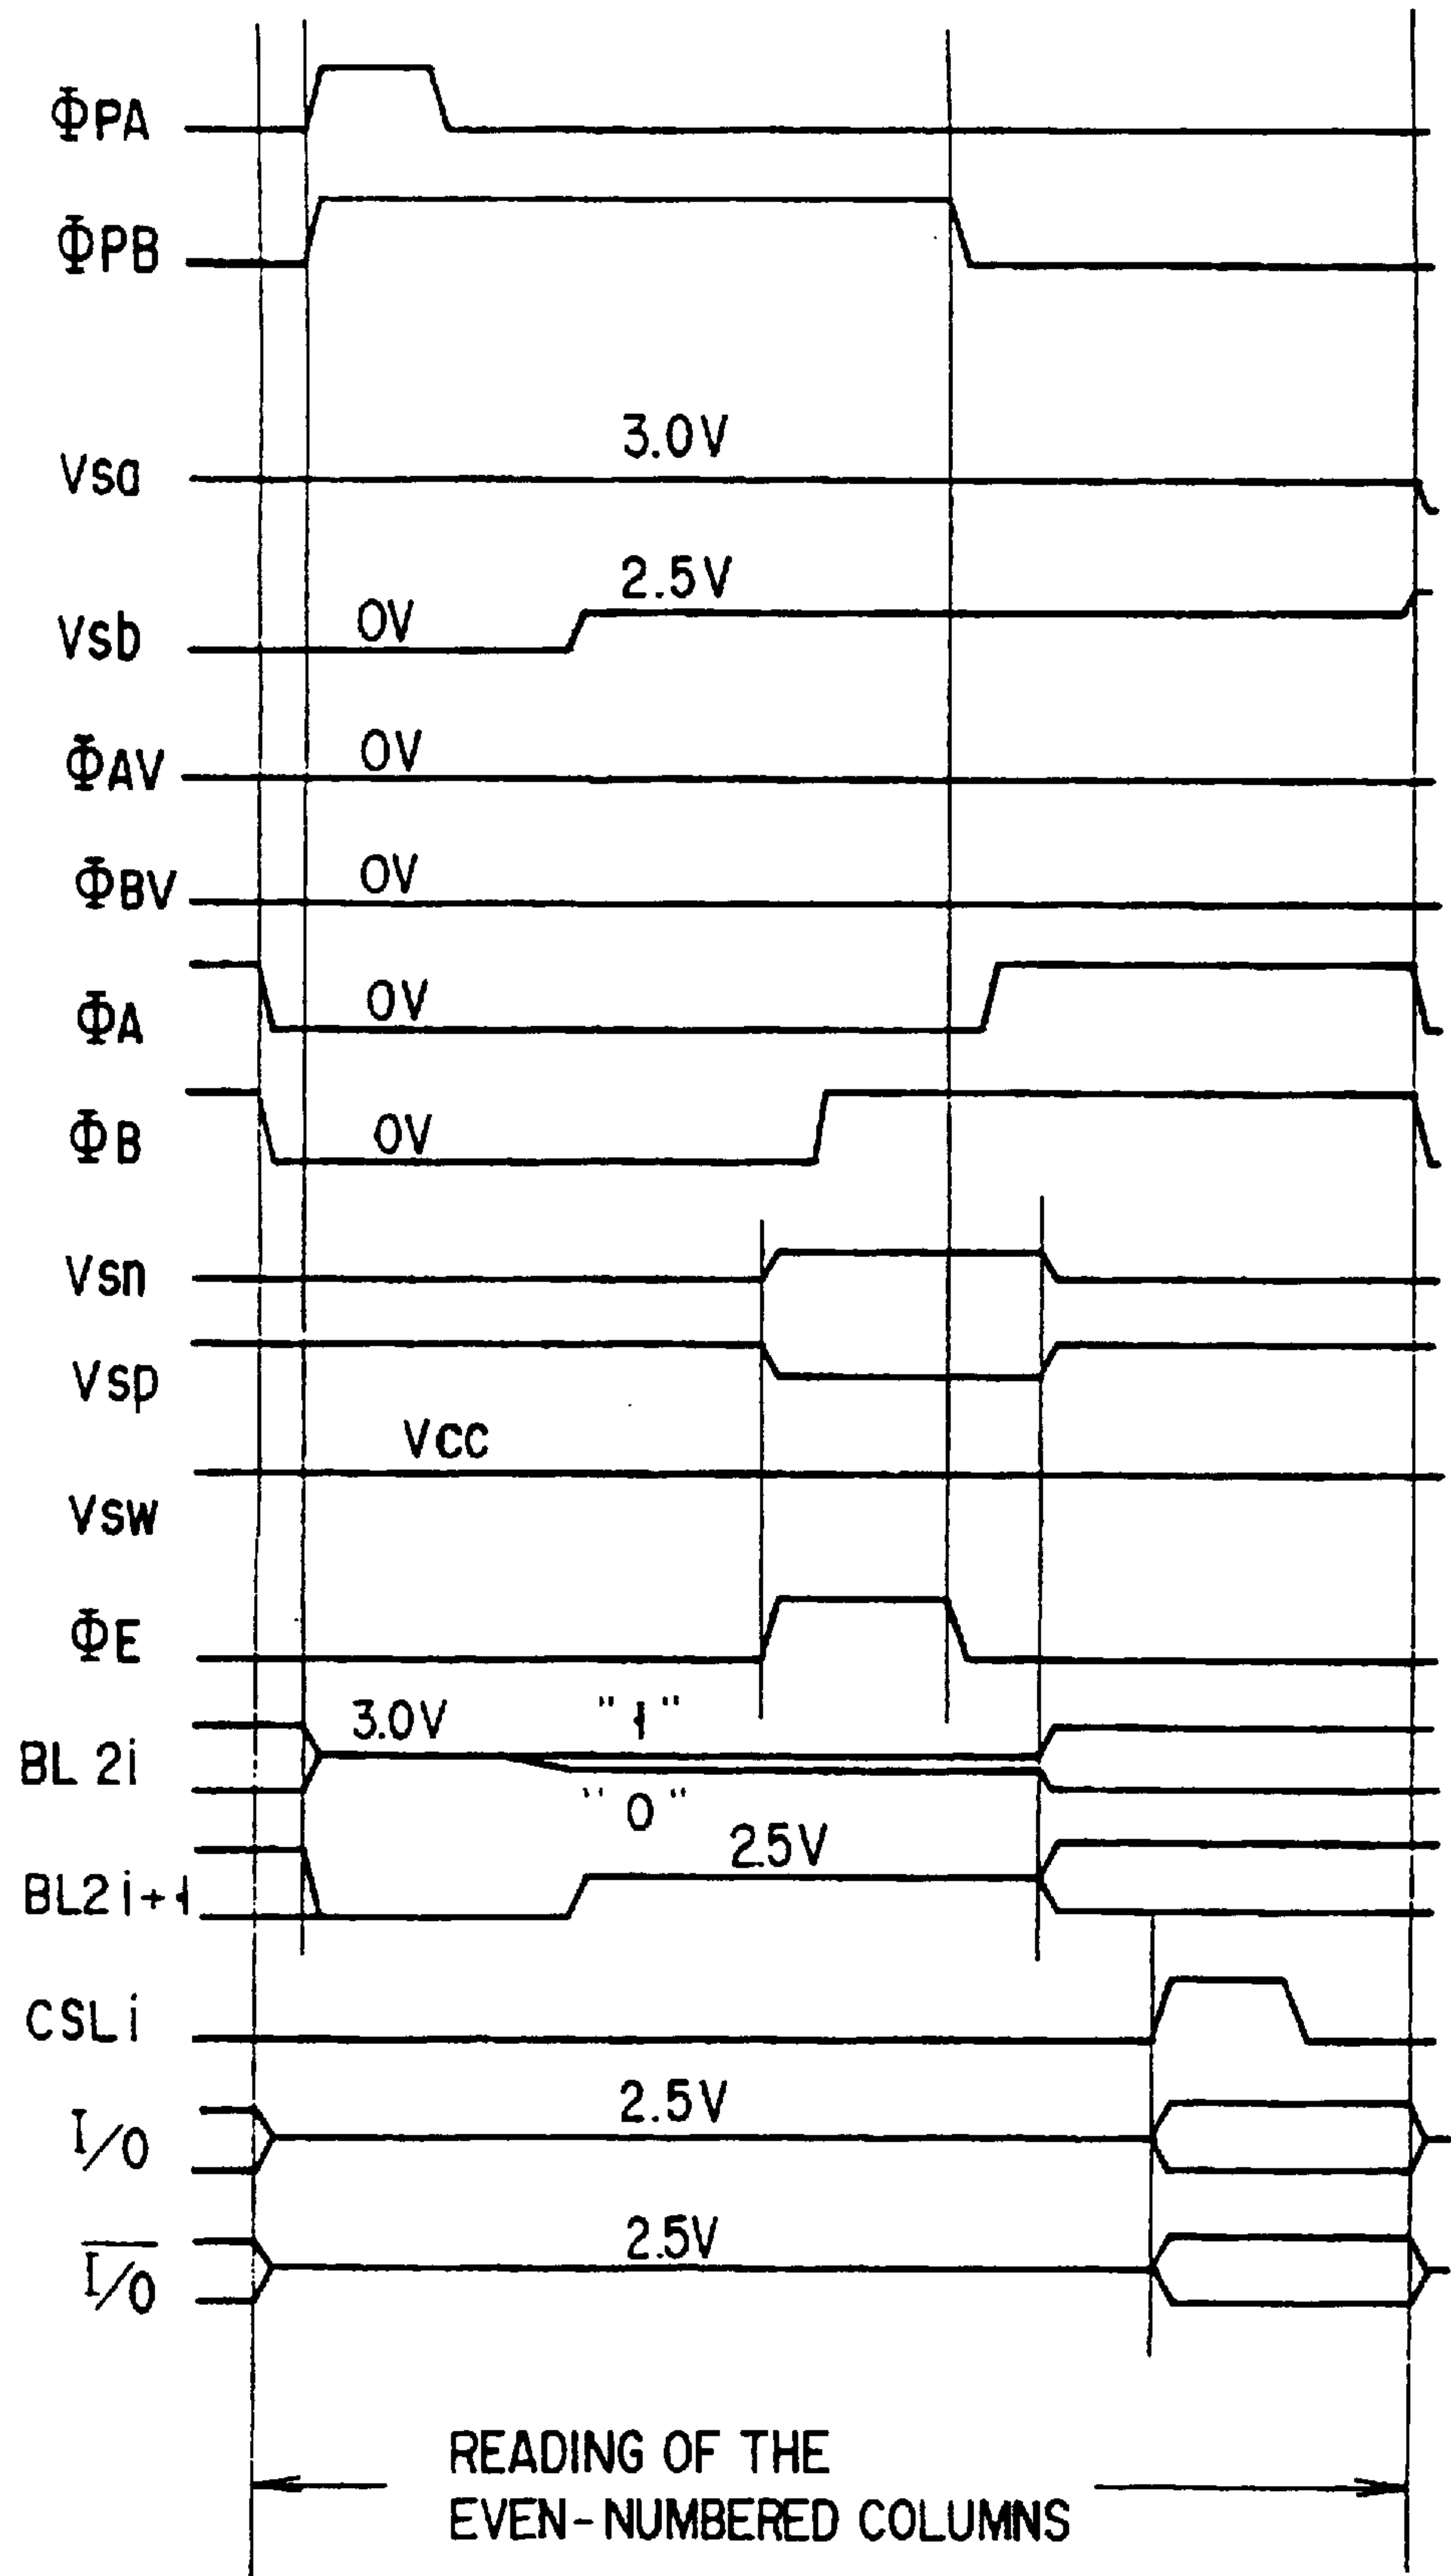 ΦPA
ΦPB
3.0V
Vsa
2.5V
0V
Vsb
0V
ΦAV
0V
ΦBV
0V
ΦA
0V
ΦB
Vsn
Vsp
Vcc
Vsw
ΦE
3.0V "1"
BL 2i
"0"
2.5V
BL2i+1
CSLi
2.5V
I/O
2.5V
I/O
READING OF THE
EVEN-NUMBERED COLUMNS